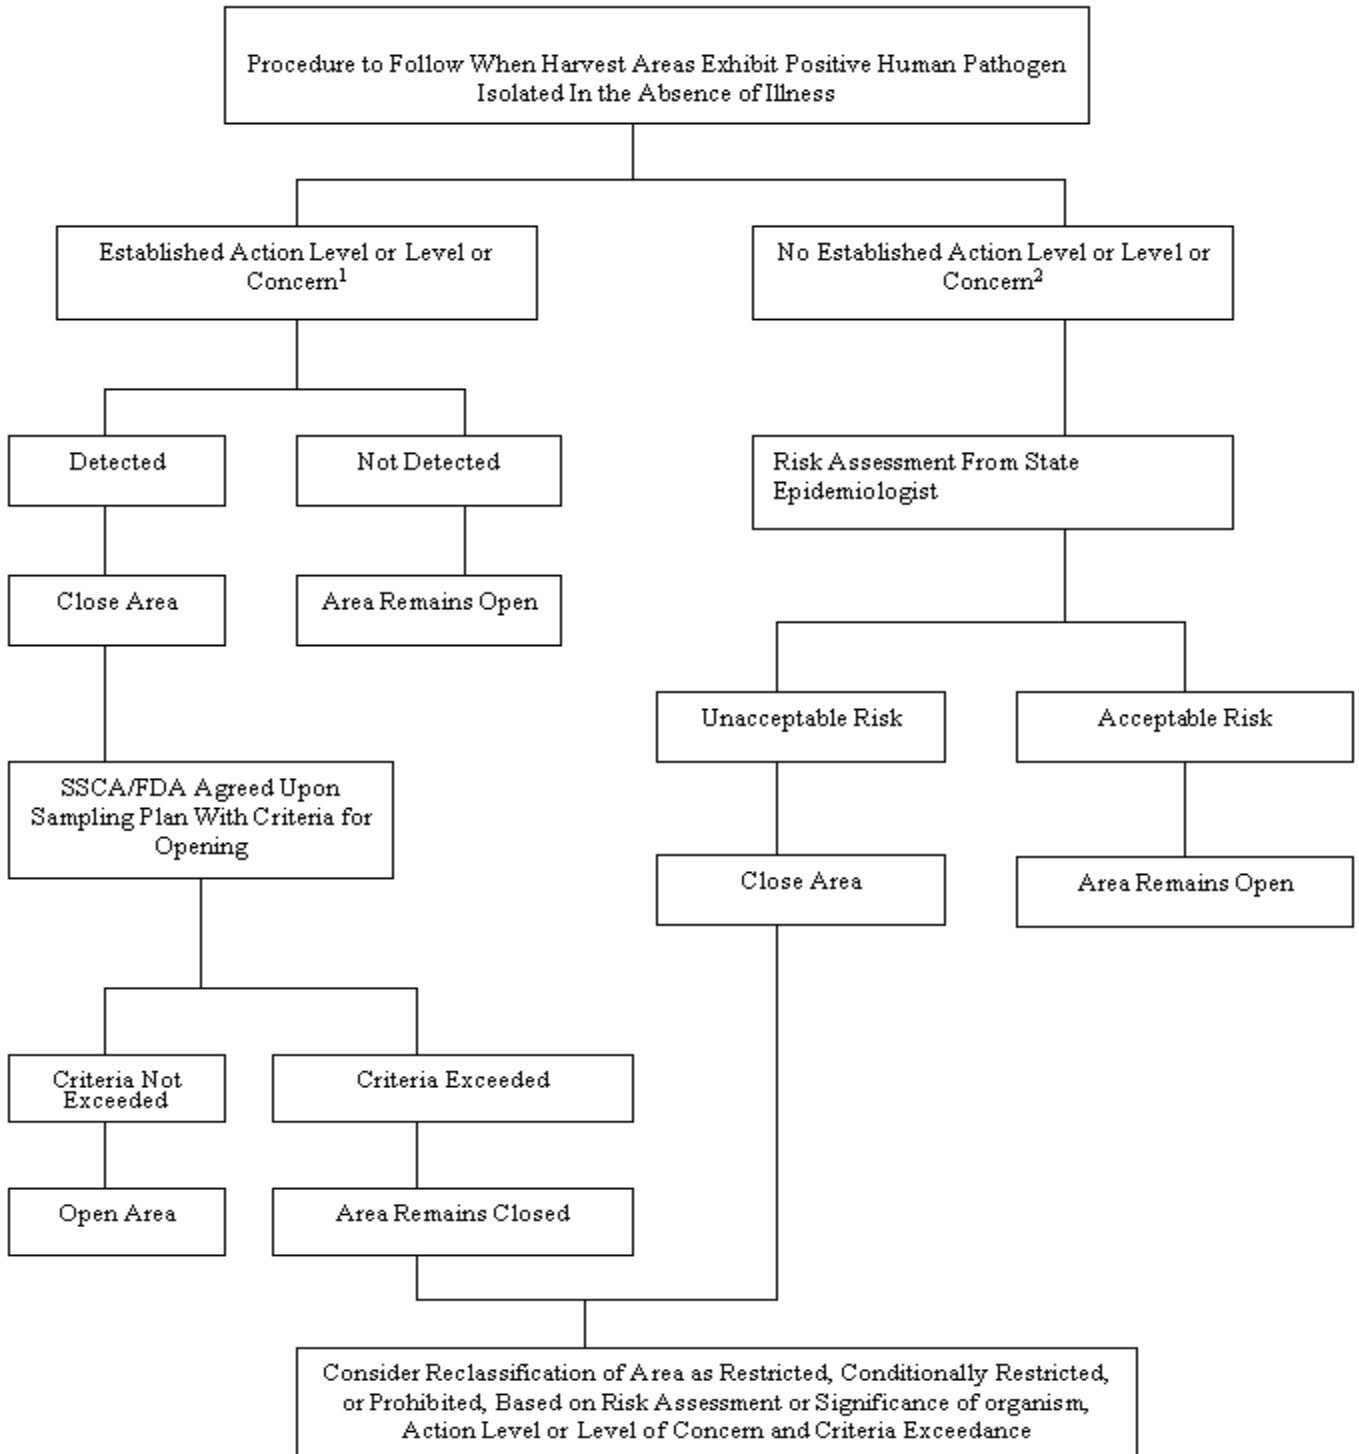 Procedure to Follow When Harvest Areas Exhibit Positive Human Pathogen
Isolated In the Absence of Illness
Established Action Level or Level or
Concern1
No Established Action Level or Level or
Concern2
Detected
Not Detected
Risk Assessment From State
Epidemiologist
Close Area
Area Remains Open
Unacceptable Risk
Acceptable Risk
SSCA/FDA Agreed Upon
Sampling Plan With Criteria for
Opening
Close Area
Area Remains Open
Criteria Not
Exceeded
Criteria Exceeded
Open Area
Area Remains Closed
Consider Reclassification of Area as Restricted, Conditionally Restricted,
or Prohibited, Based on Risk Assessment or Significance of organism,
Action Level or Level of Concern and Criteria Exceedance